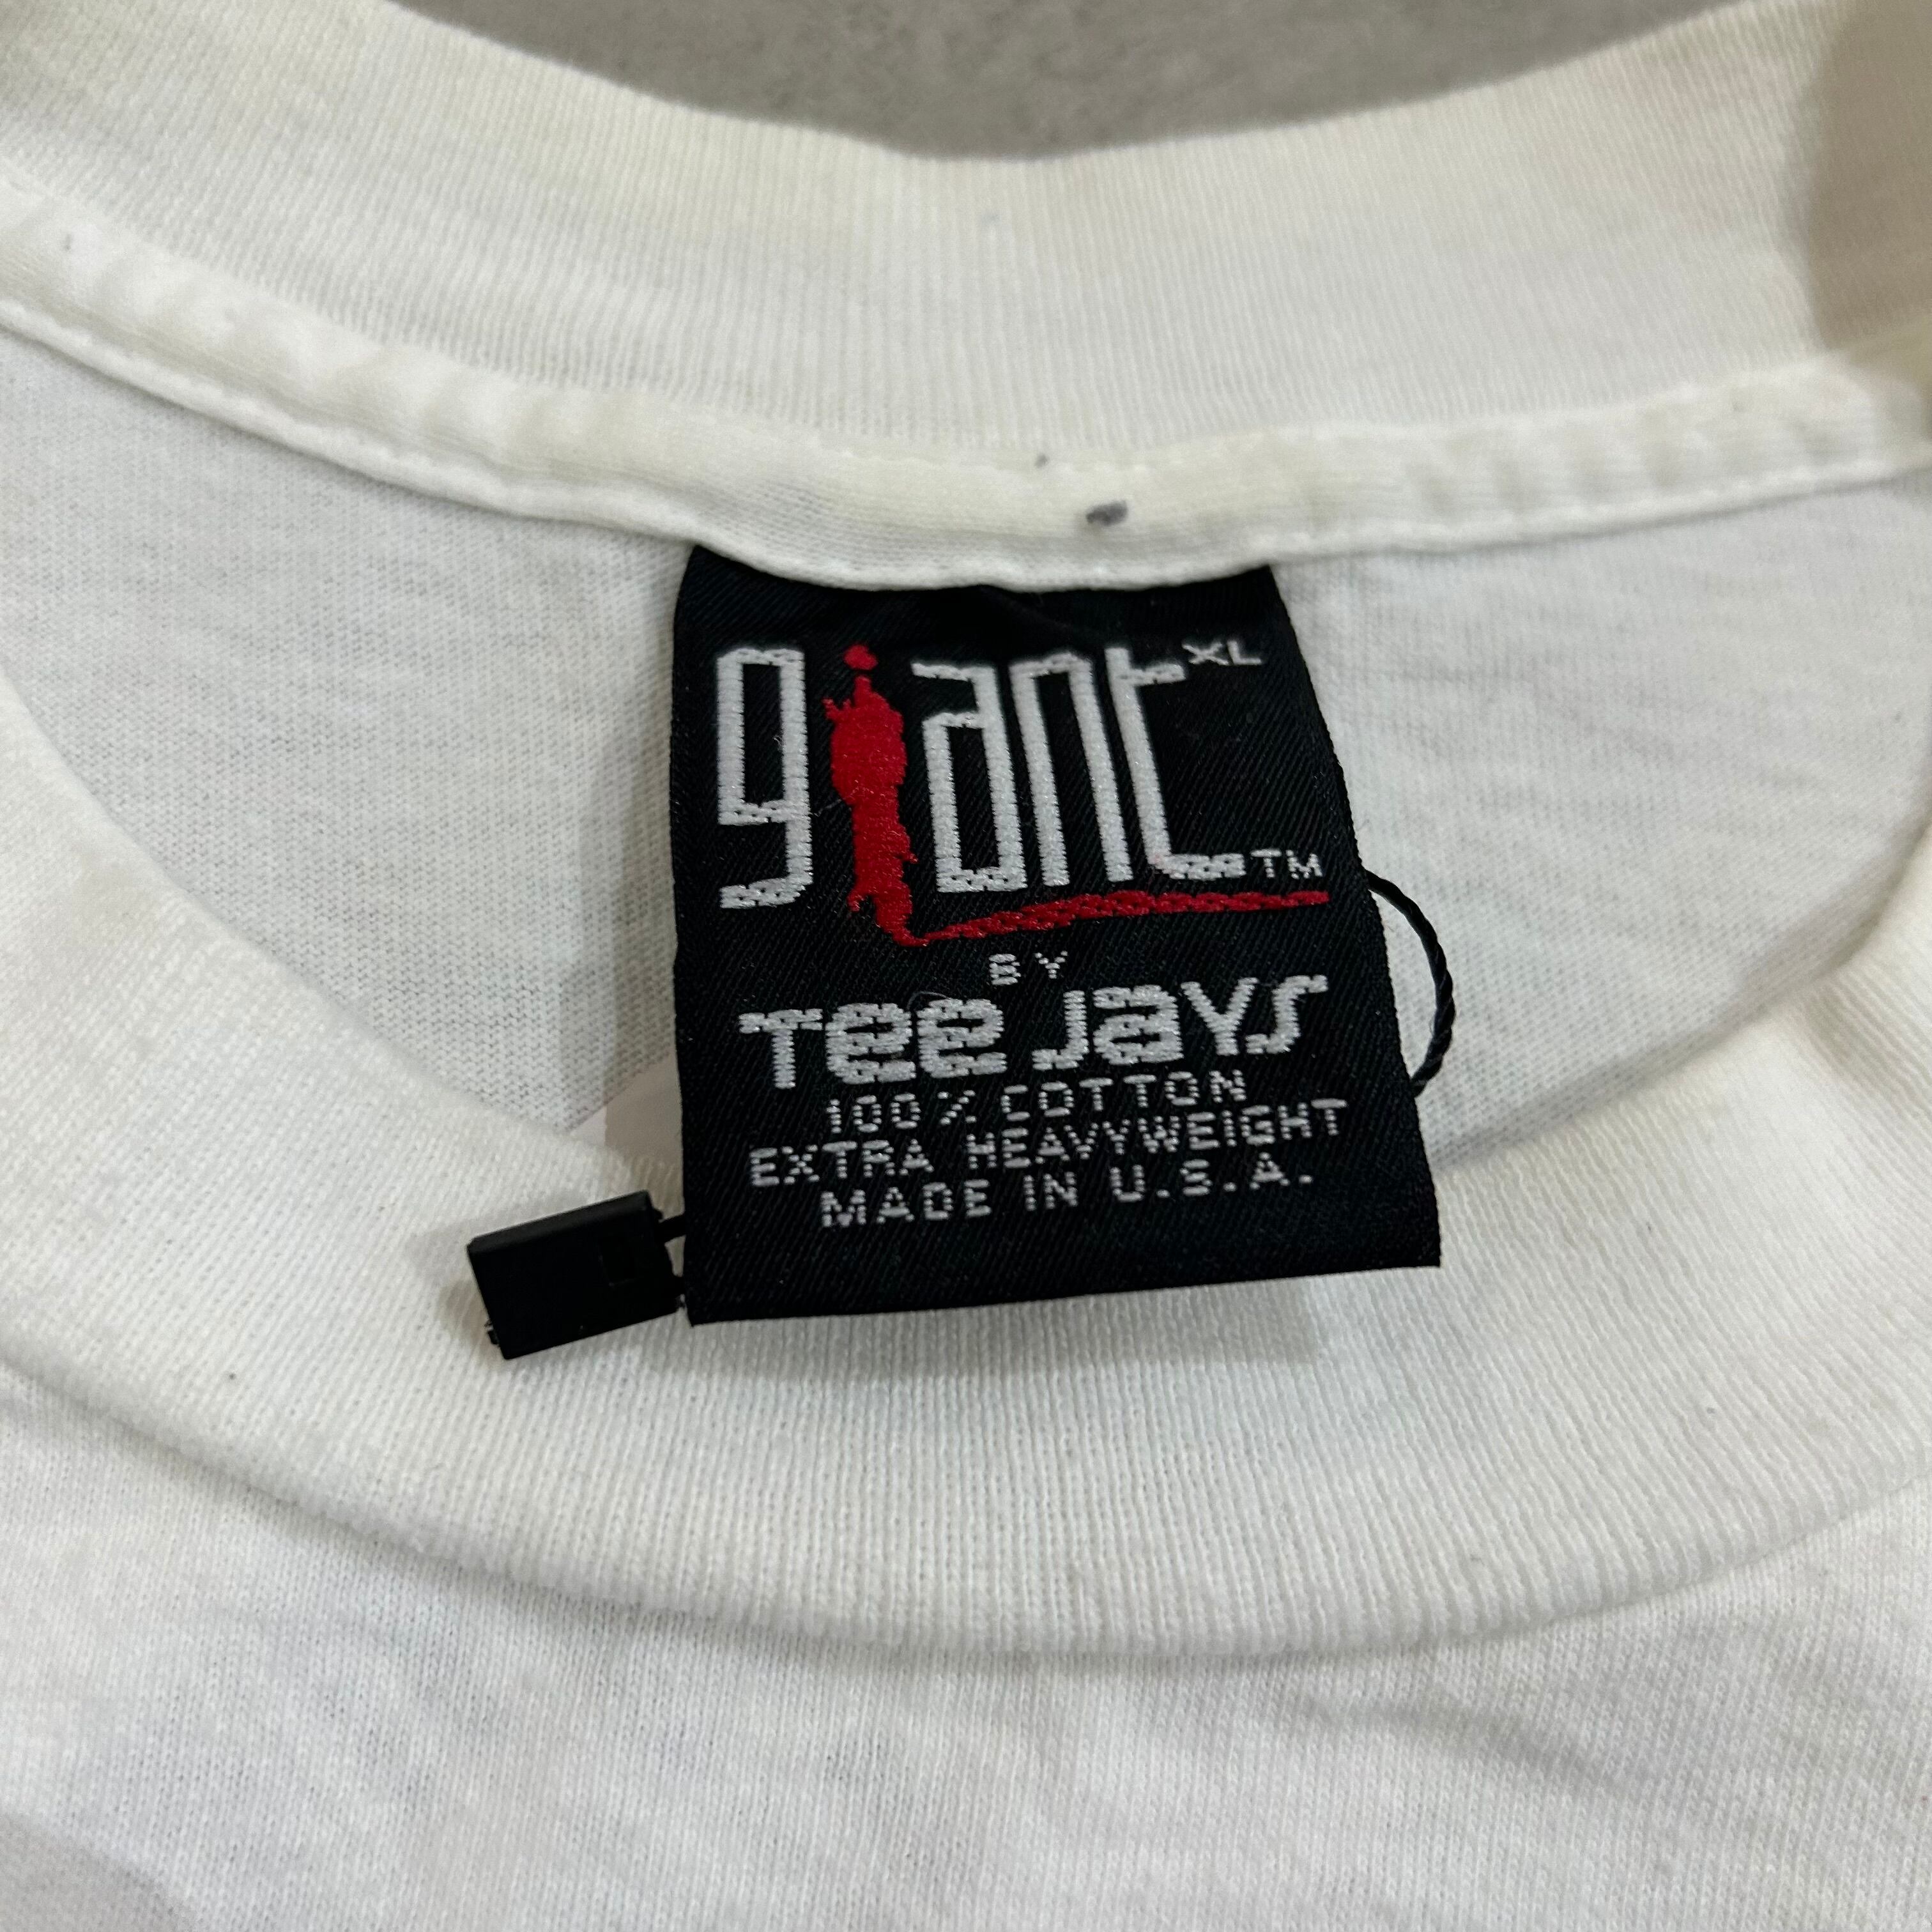 giant XL
TM
BY
Tee Jays
100% COTTON
EXTRA HEAVYWEIGHT
MADE IN U.S.A.